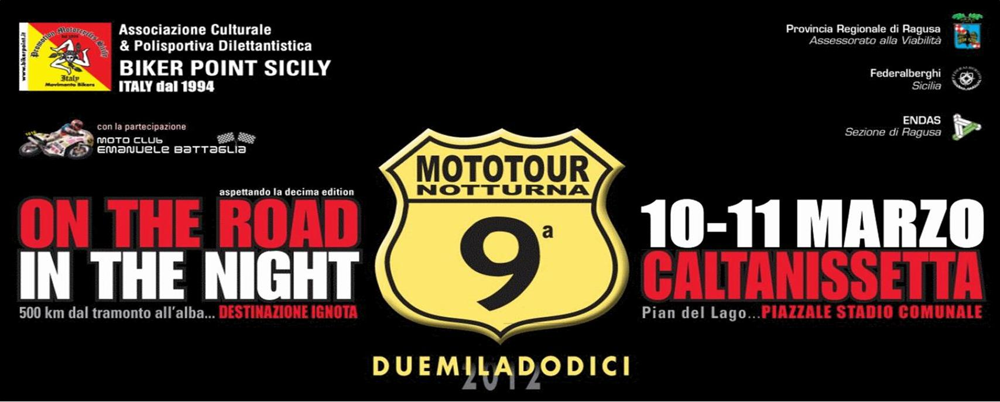 www.bikerpoint.it
Promotion Motorcycles Sicily
dal 1994
Italy
Movimento Bikers
Associazione Culturale
& Polisportiva Dilettantistica
BIKER POINT SICILY
ITALY dal 1994
con la partecipazione
MOTO CLUB
EMANUELE BATTAGLIA
Provincia Regionale di Ragusa
Assessorato alla Viabilità
Federalberghi
Sicilia
ENDAS
Sezione di Ragusa
aspettando la decima edition
ON THE ROAD
IN THE NIGHT
500 km dal tramonto all'alba... DESTINAZIONE IGNOTA
MOTOTOUR
NOTTURNA
9a
DUEMILADODICI
2012
10-11 MARZO
CALTANISSETTA
Pian del Lago...PIAZZALE STADIO COMUNALE